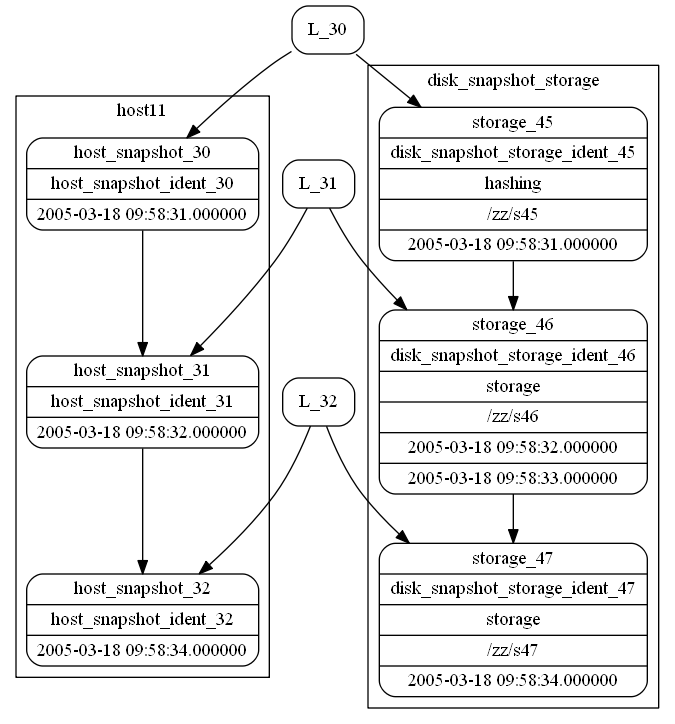 L_30
host11
host_snapshot_30
host_snapshot_ident_30
2005-03-18 09:58:31.000000
L_31
host_snapshot_31
host_snapshot_ident_31
2005-03-18 09:58:32.000000
L_32
host_snapshot_32
host_snapshot_ident_32
2005-03-18 09:58:34.000000
disk_snapshot_storage
storage_45
disk_snapshot_storage_ident_45
hashing
/zz/s45
2005-03-18 09:58:31.000000
storage_46
disk_snapshot_storage_ident_46
storage
/zz/s46
2005-03-18 09:58:32.000000
2005-03-18 09:58:33.000000
storage_47
disk_snapshot_storage_ident_47
storage
/zz/s47
2005-03-18 09:58:34.000000